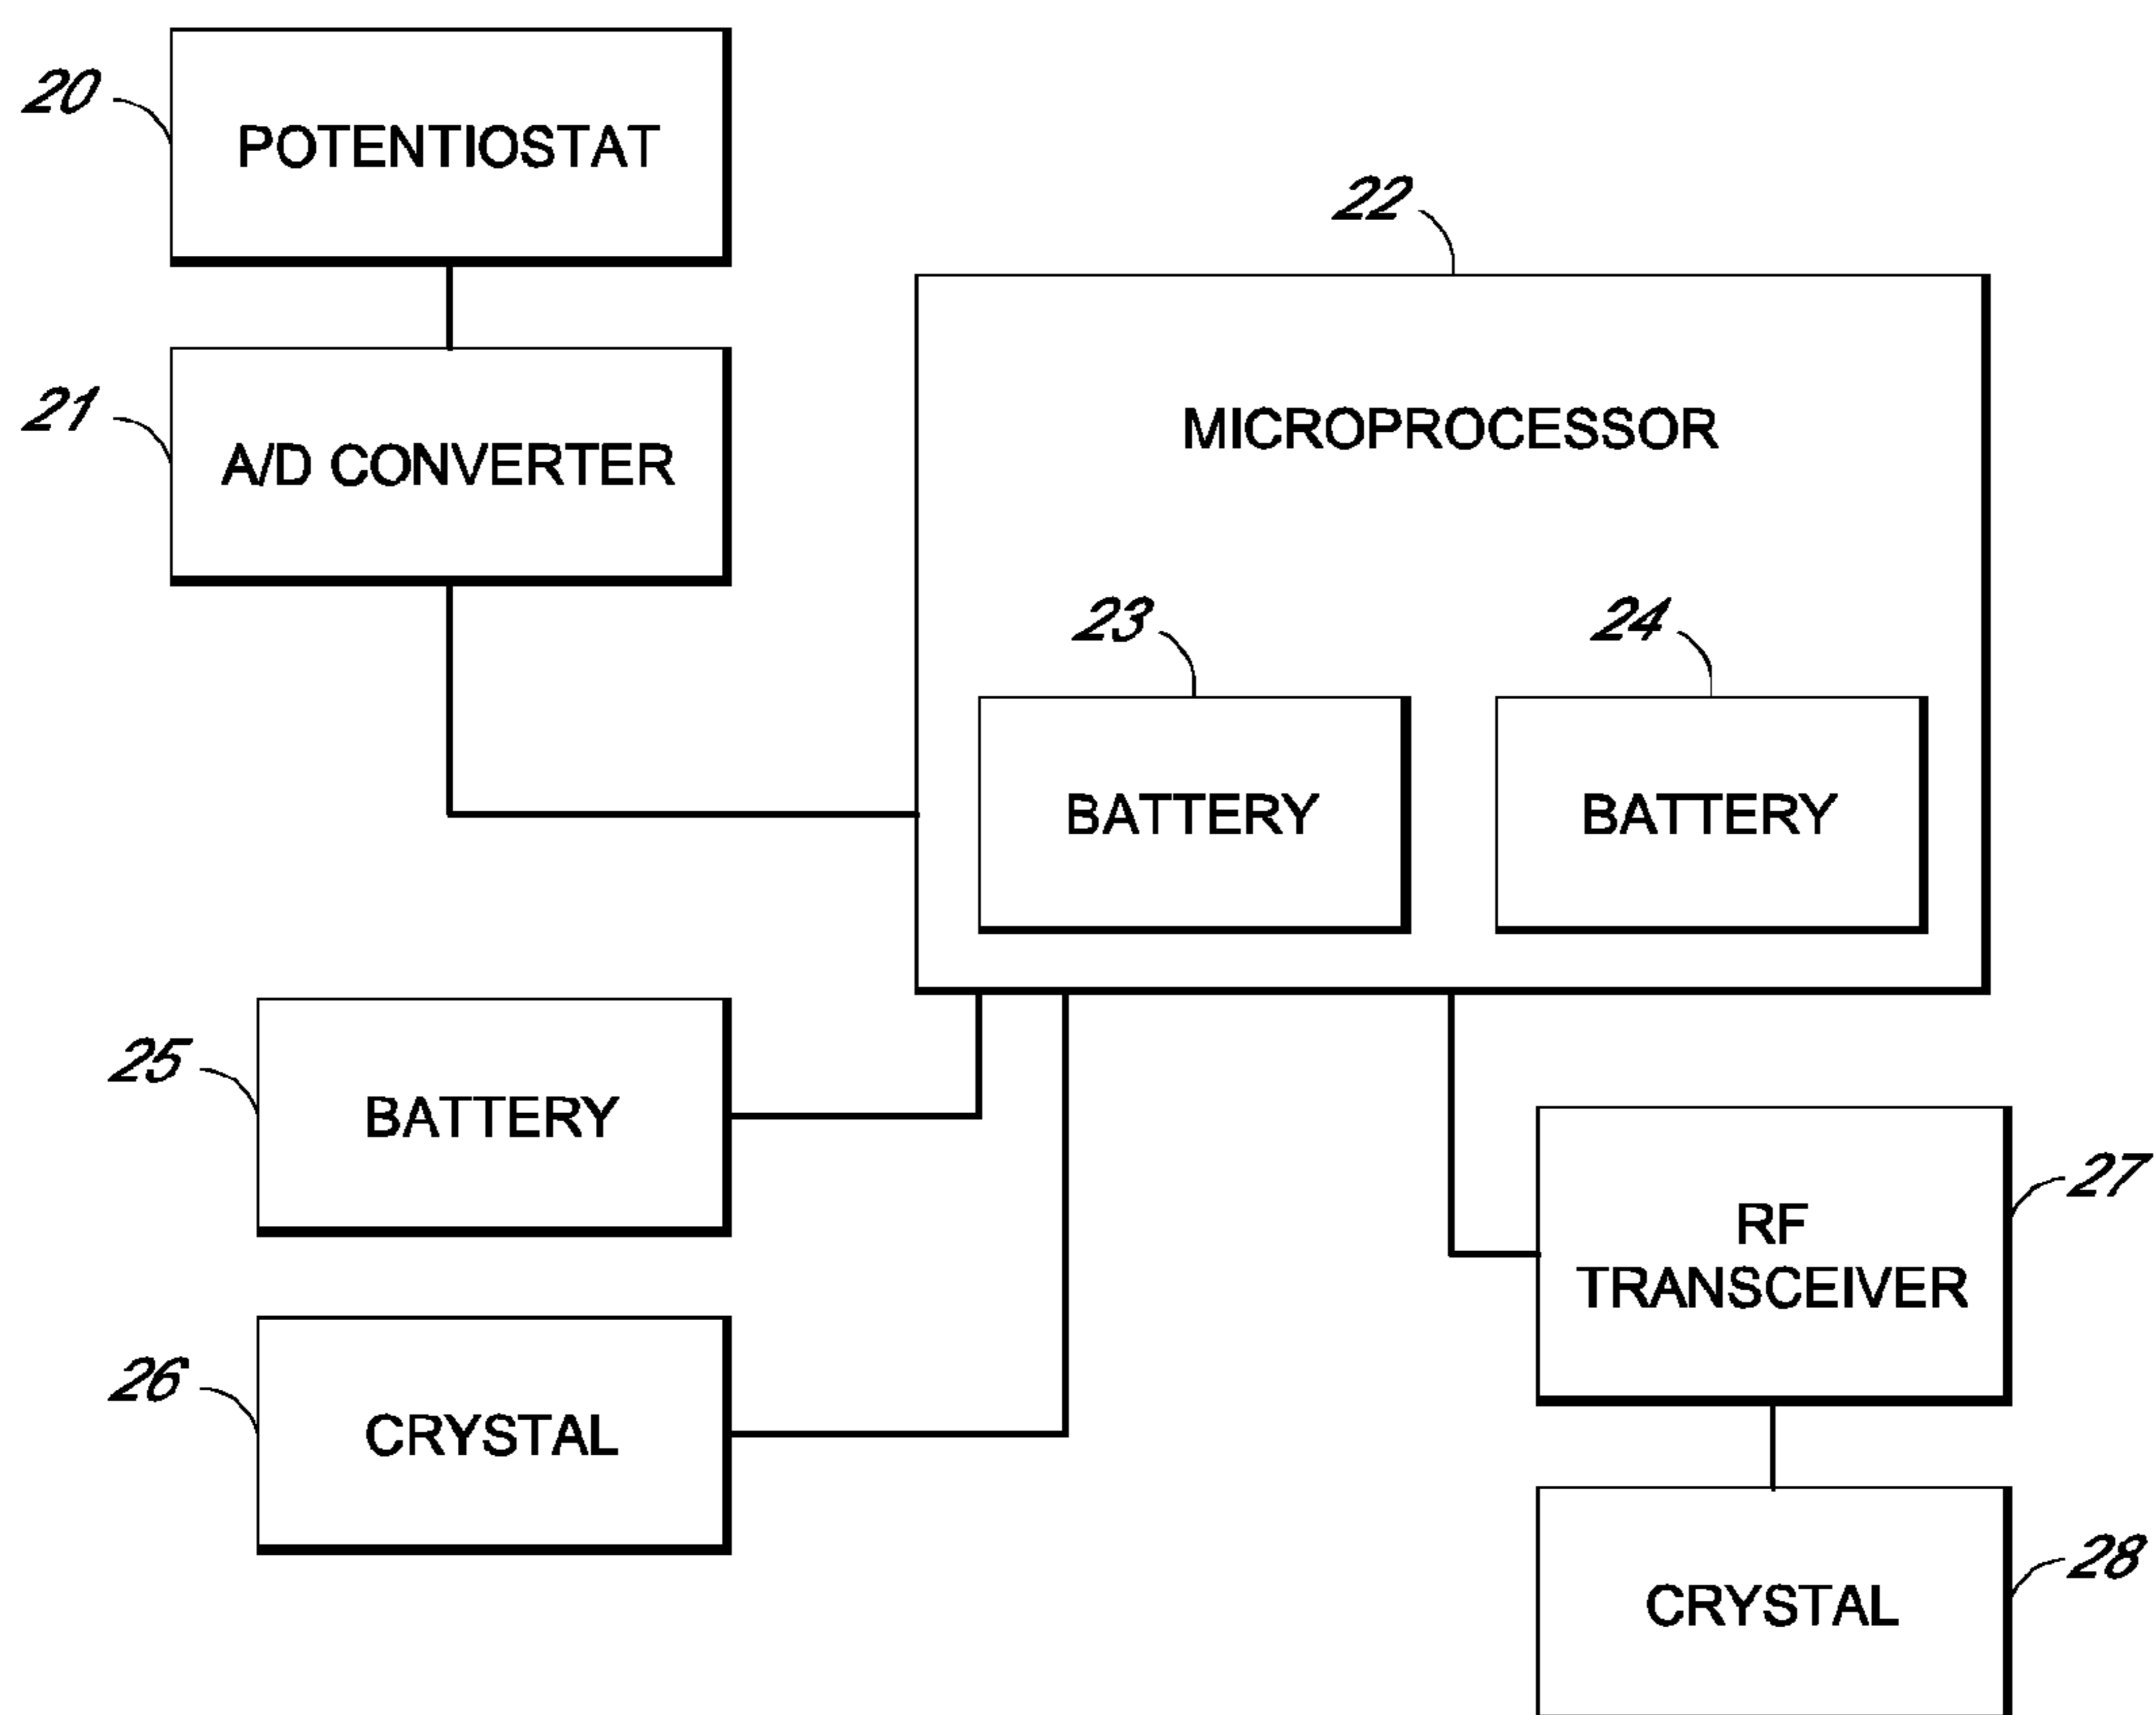 20
POTENTIOSTAT
21
A/D CONVERTER
22
MICROPROCESSOR
23
BATTERY
24
BATTERY
25
BATTERY
26
CRYSTAL
27
RF
TRANSCEIVER
28
CRYSTAL